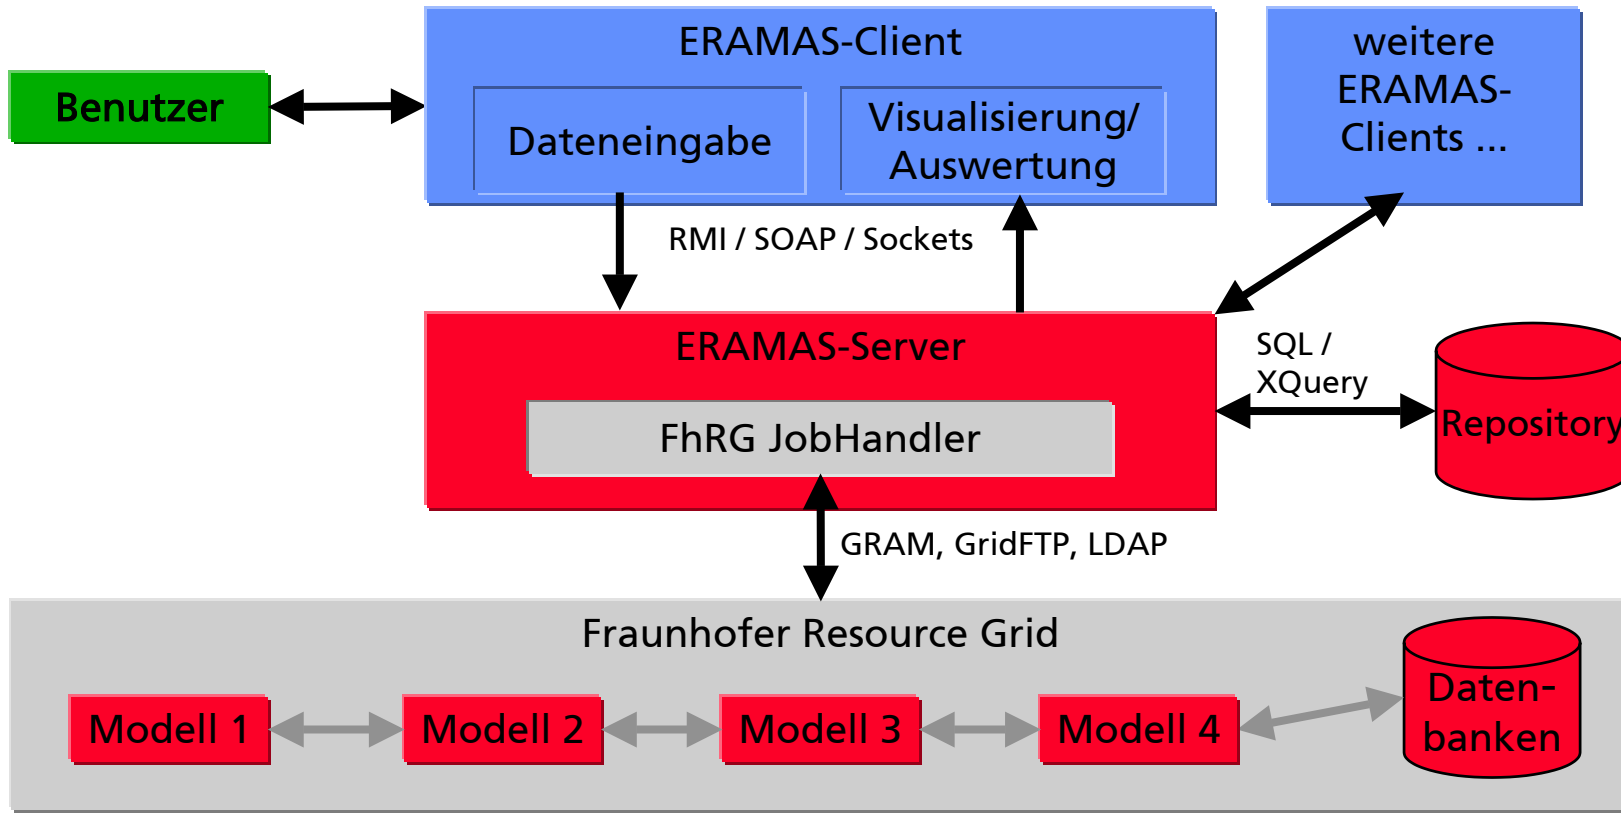 ERAMAS-Client
weitere
ERAMAS-
Clients ...
Benutzer
Dateneingabe
Visualisierung/
Auswertung
RMI / SOAP / Sockets
ERAMAS-Server
SQL /
XQuery
Repository
FhRG JobHandler
GRAM, GridFTP, LDAP
Fraunhofer Resource Grid
Modell 1
Modell 2
Modell 3
Modell 4
Daten-
banken